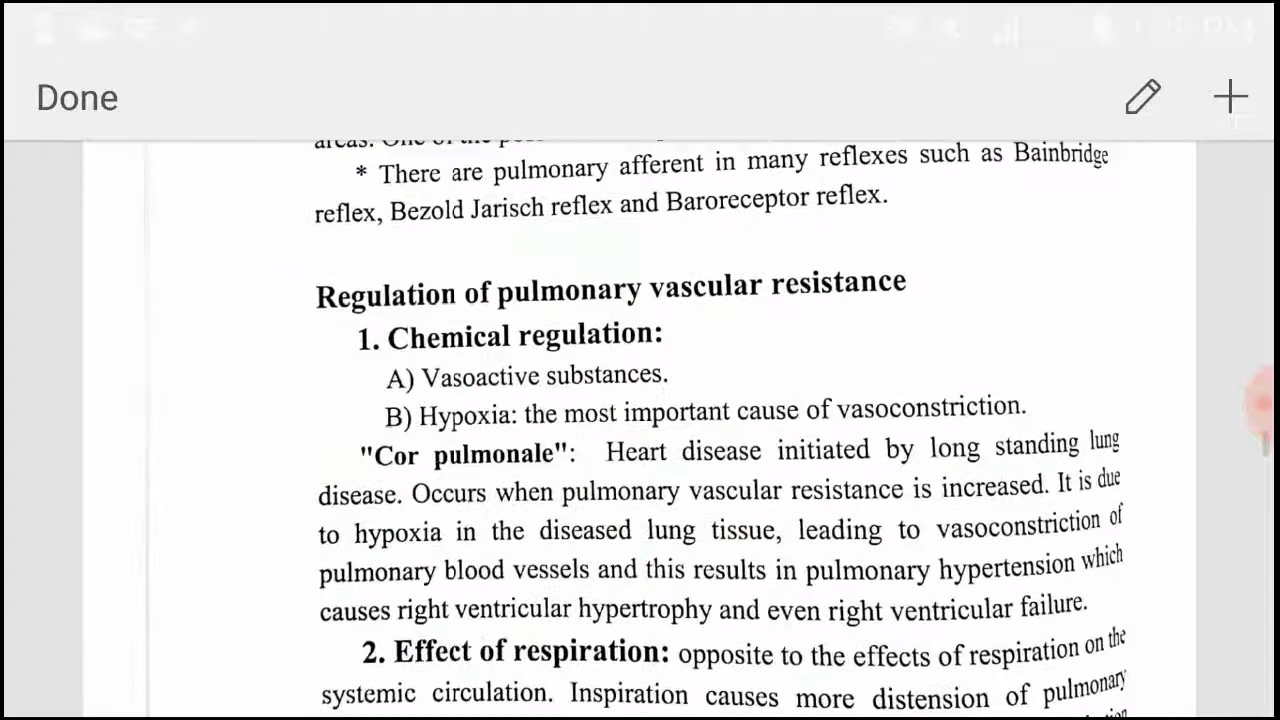 Done
* There are pulmonary afferent in many reflexes such as Bainbridge
reflex, Bezold Jarisch reflex and Baroreceptor reflex.
Regulation of pulmonary vascular resistance
1. Chemical regulation:
A) Vasoactive substances.
B) Hypoxia: the most important cause of vasoconstriction.
"Cor pulmonale": Heart disease initiated by long standing lung
disease. Occurs when pulmonary vascular resistance is increased. It is due
to hypoxia in the diseased lung tissue, leading to vasoconstriction of
pulmonary blood vessels and this results in pulmonary hypertension which
causes right ventricular hypertrophy and even right ventricular failure.
2. Effect of respiration: opposite to the effects of respiration on the
systemic circulation. Inspiration causes more distension of pulmonary